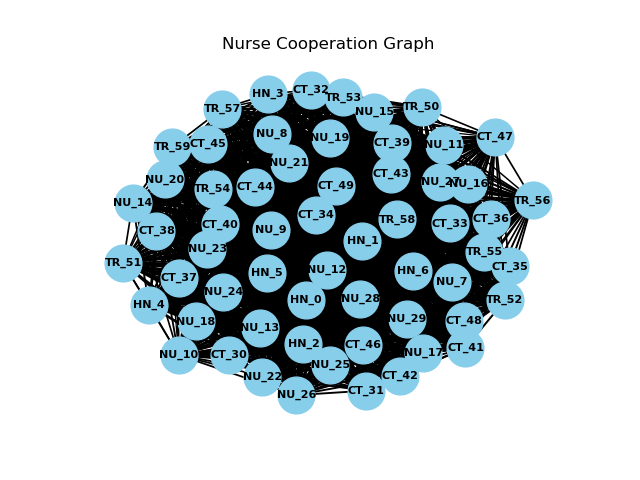 Nurse Cooperation Graph
CT_32
HN_3
TR_53
TR_57
TR_50
NU_15
NU_8
NU_19
CT_47
CT_45
CT_39
NU_11
TR_59
NU_21
CT_43
NU_20
NU_27
NU_16
CT_49
CT_44
TR_54
TR_56
NU_14
CT_34
TR_58
CT_36
CT_33
CT_40
NU_9
CT_38
HN_1
NU_23
TR_55
TR_51
CT_35
NU_12
HN_6
HN_5
CT_37
NU_7
NU_24
NU_28
HN_0
TR_52
HN_4
NU_29
NU_18
CT_48
NU_13
HN_2
CT_46
CT_41
NU_17
NU_10
CT_30
NU_25
CT_42
NU_22
CT_31
NU_26